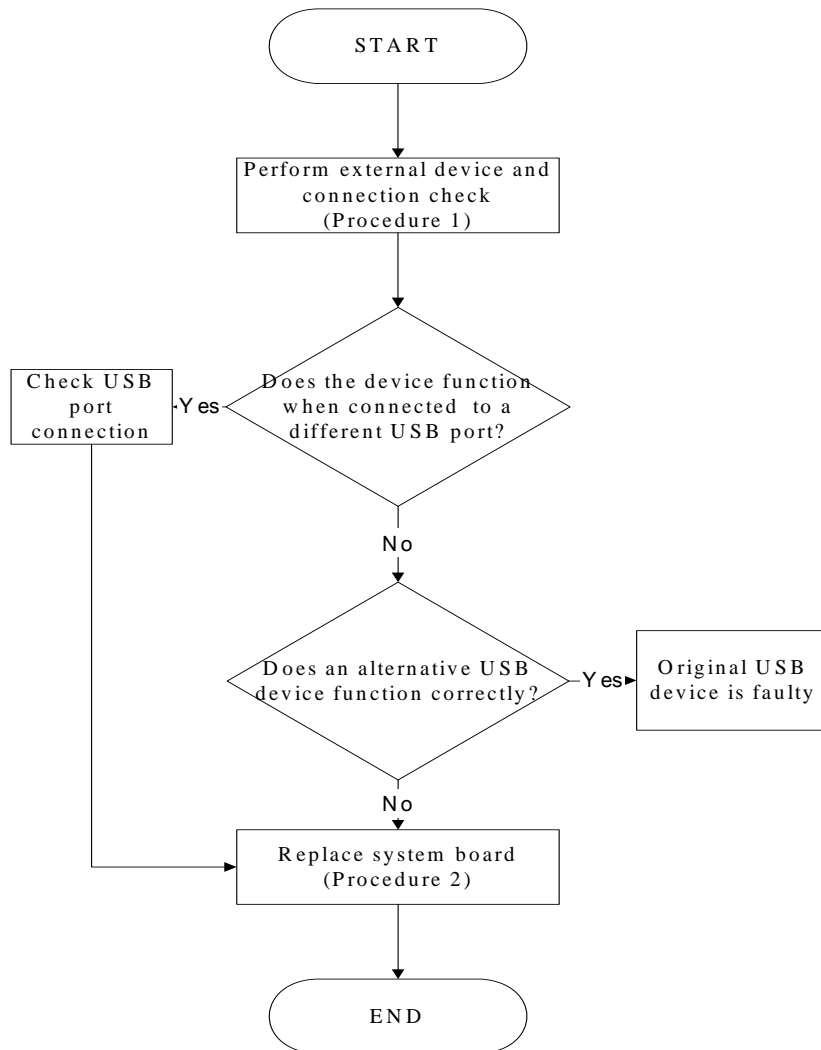 START
Perform external device and
connection check
(Procedure 1)
Does the device function
when connected to a
different USB port?
Yes
Check USB
port
connection
No
Does an alternative USB
device function correctly?
Yes
Original USB
device is faulty
No
Replace system board
(Procedure 2)
END